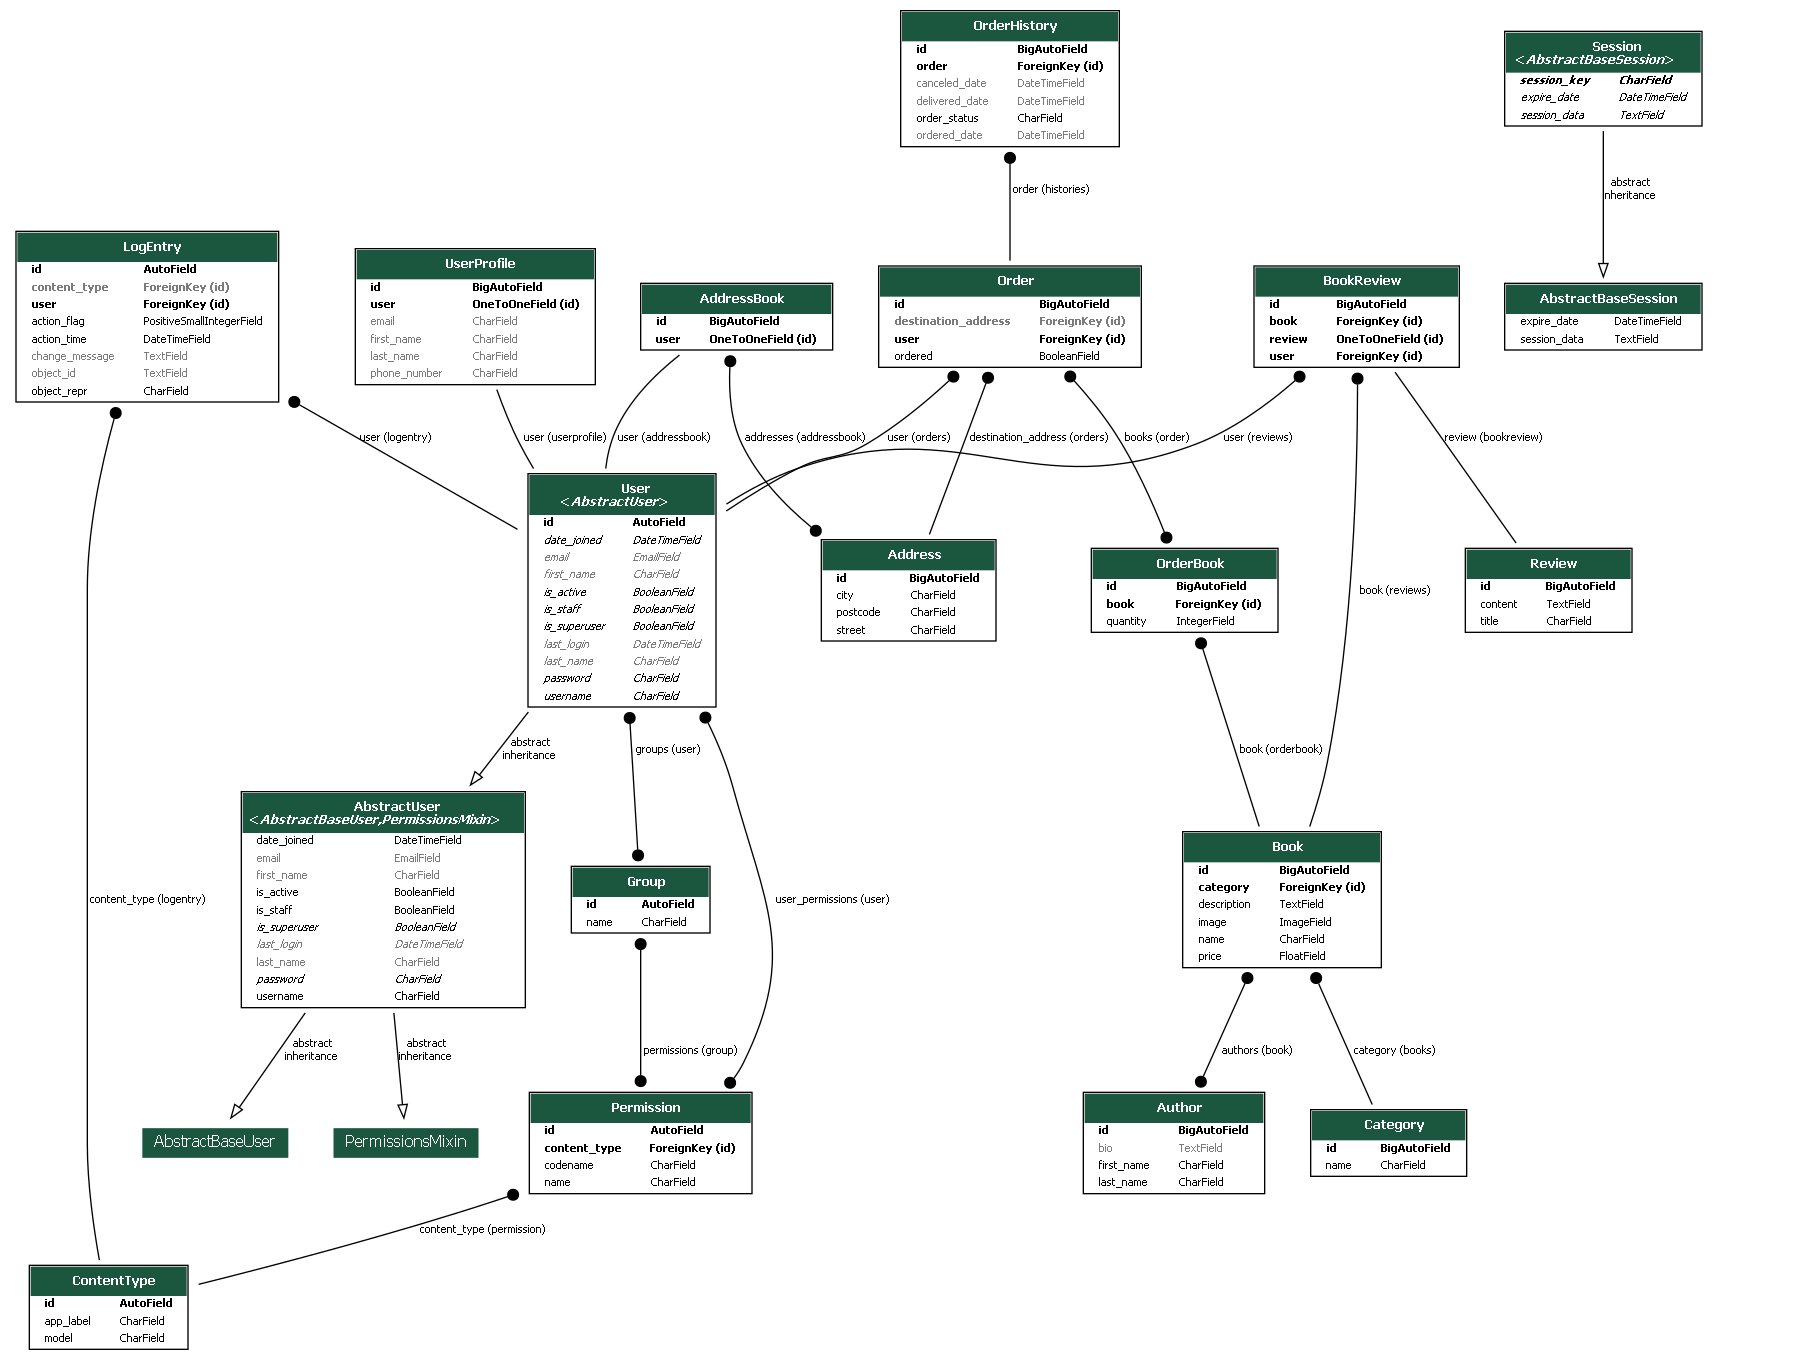 OrderHistory
id BigAutoField
order ForeignKey (id)
canceled_date DateTimeField
delivered_date DateTimeField
order_status CharField
ordered_date DateTimeField
Session
<AbstractBaseSession>
session_key CharField
expire_date DateTimeField
session_data TextField
order (histories)
abstract
inheritance
LogEntry
id AutoField
content_type ForeignKey (id)
user ForeignKey (id)
action_flag PositiveSmallIntegerField
action_time DateTimeField
change_message TextField
object_id TextField
object_repr CharField
UserProfile
id BigAutoField
user OneToOneField (id)
email CharField
first_name CharField
last_name CharField
phone_number CharField
AddressBook
id BigAutoField
user OneToOneField (id)
Order
id BigAutoField
destination_address ForeignKey (id)
user ForeignKey (id)
ordered BooleanField
BookReview
id BigAutoField
book ForeignKey (id)
review OneToOneField (id)
user ForeignKey (id)
AbstractBaseSession
expire_date DateTimeField
session_data TextField
user (logentry)
user (userprofile)
user (addressbook)
addresses (addressbook)
user (orders)
destination_address (orders)
books (order)
user (reviews)
review (bookreview)
User
<AbstractUser>
id AutoField
date_joined DateTimeField
email EmailField
first_name CharField
is_active BooleanField
is_staff BooleanField
is_superuser BooleanField
last_login DateTimeField
last_name CharField
password CharField
username CharField
Address
id BigAutoField
city CharField
postcode CharField
street CharField
OrderBook
id BigAutoField
book ForeignKey (id)
quantity IntegerField
book (reviews)
Review
id BigAutoField
content TextField
title CharField
abstract
inheritance
groups (user)
book (orderbook)
AbstractUser
<AbstractBaseUser,PermissionsMixin>
date_joined DateTimeField
email EmailField
first_name CharField
is_active BooleanField
is_staff BooleanField
is_superuser BooleanField
last_login DateTimeField
last_name CharField
password CharField
username CharField
content_type (logentry)
Group
id AutoField
name CharField
user_permissions (user)
Book
id BigAutoField
category ForeignKey (id)
description TextField
image ImageField
name CharField
price FloatField
abstract
inheritance
abstract
inheritance
permissions (group)
authors (book)
category (books)
AbstractBaseUser
PermissionsMixin
Permission
id AutoField
content_type ForeignKey (id)
codename CharField
name CharField
Author
id BigAutoField
bio TextField
first_name CharField
last_name CharField
Category
id BigAutoField
name CharField
content_type (permission)
ContentType
id AutoField
app_label CharField
model CharField